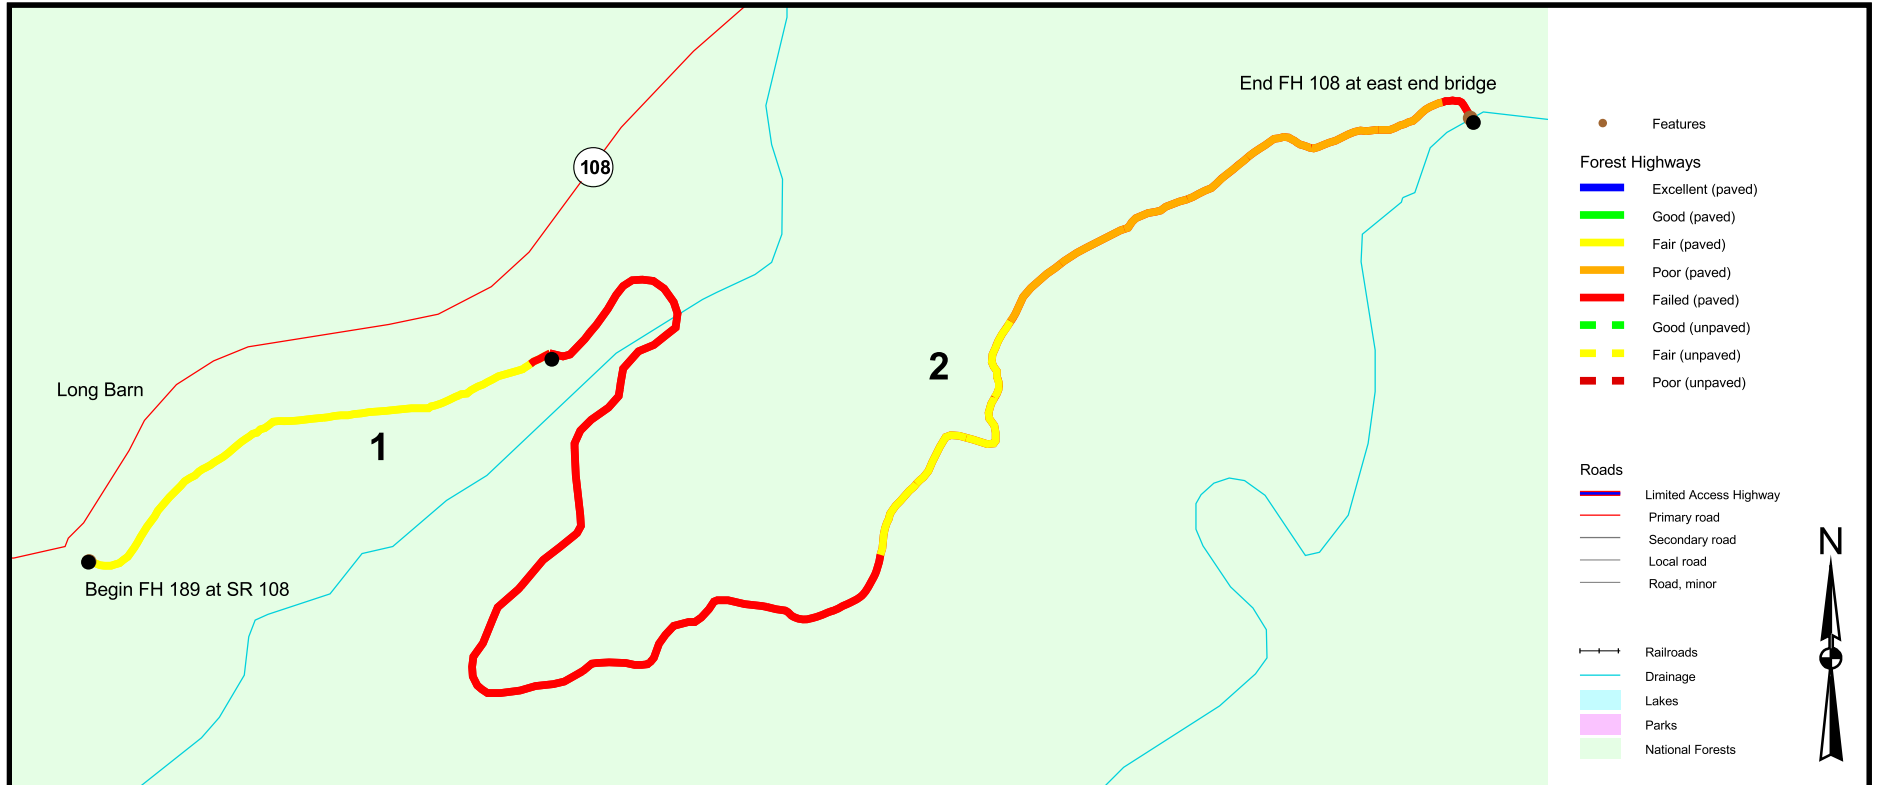 End FH 108 at east end bridge
108
Long Barn
1
2
Begin FH 189 at SR 108
Features
Forest Highways
Excellent (paved)
Good (paved)
Fair (paved)
Poor (paved)
Failed (paved)
Good (unpaved)
Fair (unpaved)
Poor (unpaved)
Roads
Limited Access Highway
Primary road
Secondary road
Local road
Road, minor
Railroads
Drainage
Lakes
Parks
National Forests
N